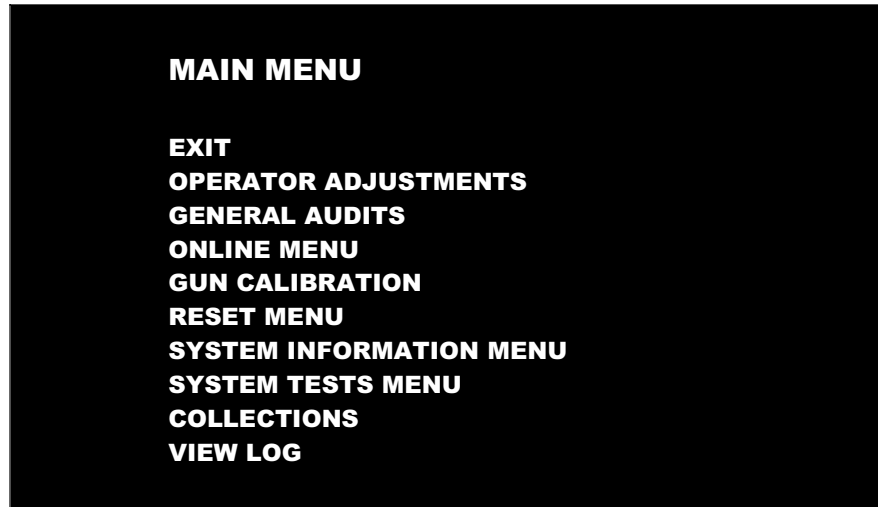 MAIN MENU
EXIT
OPERATOR ADJUSTMENTS
GENERAL AUDITS
ONLINE MENU
GUN CALIBRATION
RESET MENU
SYSTEM INFORMATION MENU
SYSTEM TESTS MENU
COLLECTIONS
VIEW LOG